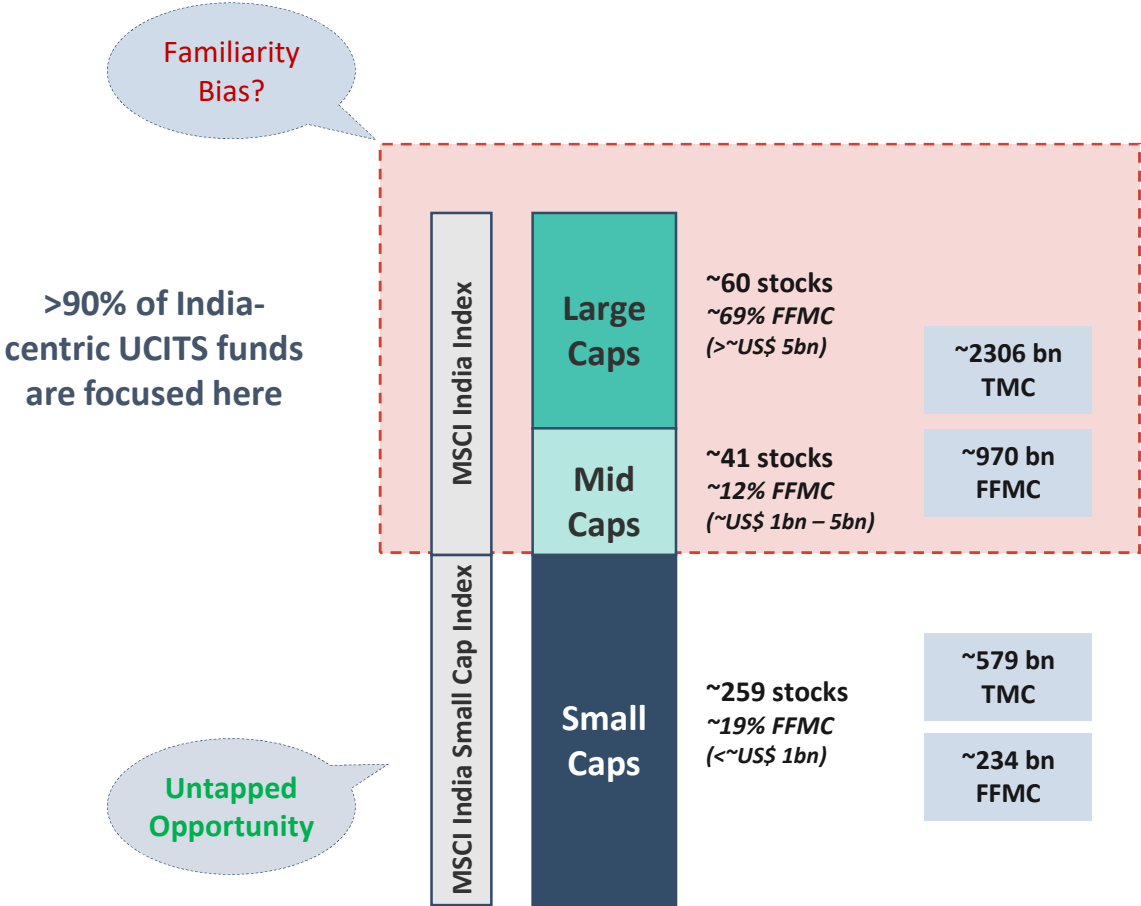 Familiarity
Bias?
>90% of India-
centric UCITS funds
are focused here
MSCI India Index
Large
Caps
~60 stocks
~69% FFMC
(>~US$ 5bn)
~2306 bn
TMC
Mid
Caps
~41 stocks
~12% FFMC
(~US$ 1bn – 5bn)
~970 bn
FFMC
MSCI India Small Cap Index
Small
Caps
~259 stocks
~19% FFMC
(<~US$ 1bn)
~579 bn
TMC
~234 bn
FFMC
Untapped
Opportunity